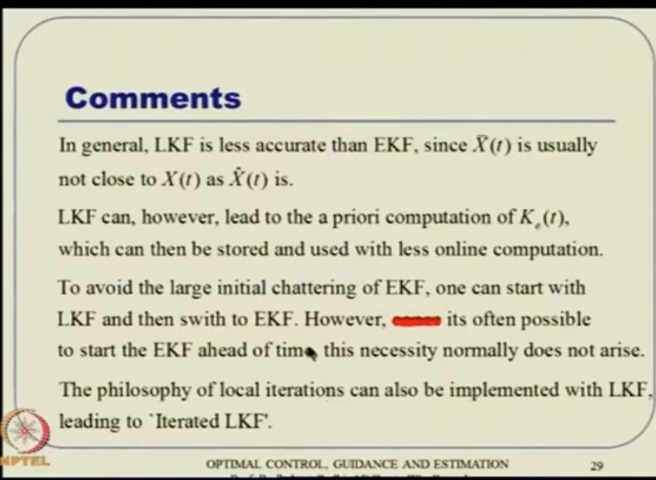 Comments
In general, LKF is less accurate than EKF, since X̄(t) is usually
not close to X(t) as X̂(t) is.
LKF can, however, lead to the a priori computation of Kₑ(t),
which can then be stored and used with less online computation.
To avoid the large initial chattering of EKF, one can start with
LKF and then swith to EKF. However, its often possible
to start the EKF ahead of time, this necessity normally does not arise.
The philosophy of local iterations can also be implemented with LKF,
leading to `Iterated LKF'.
NPTEL
OPTIMAL CONTROL, GUIDANCE AND ESTIMATION
29